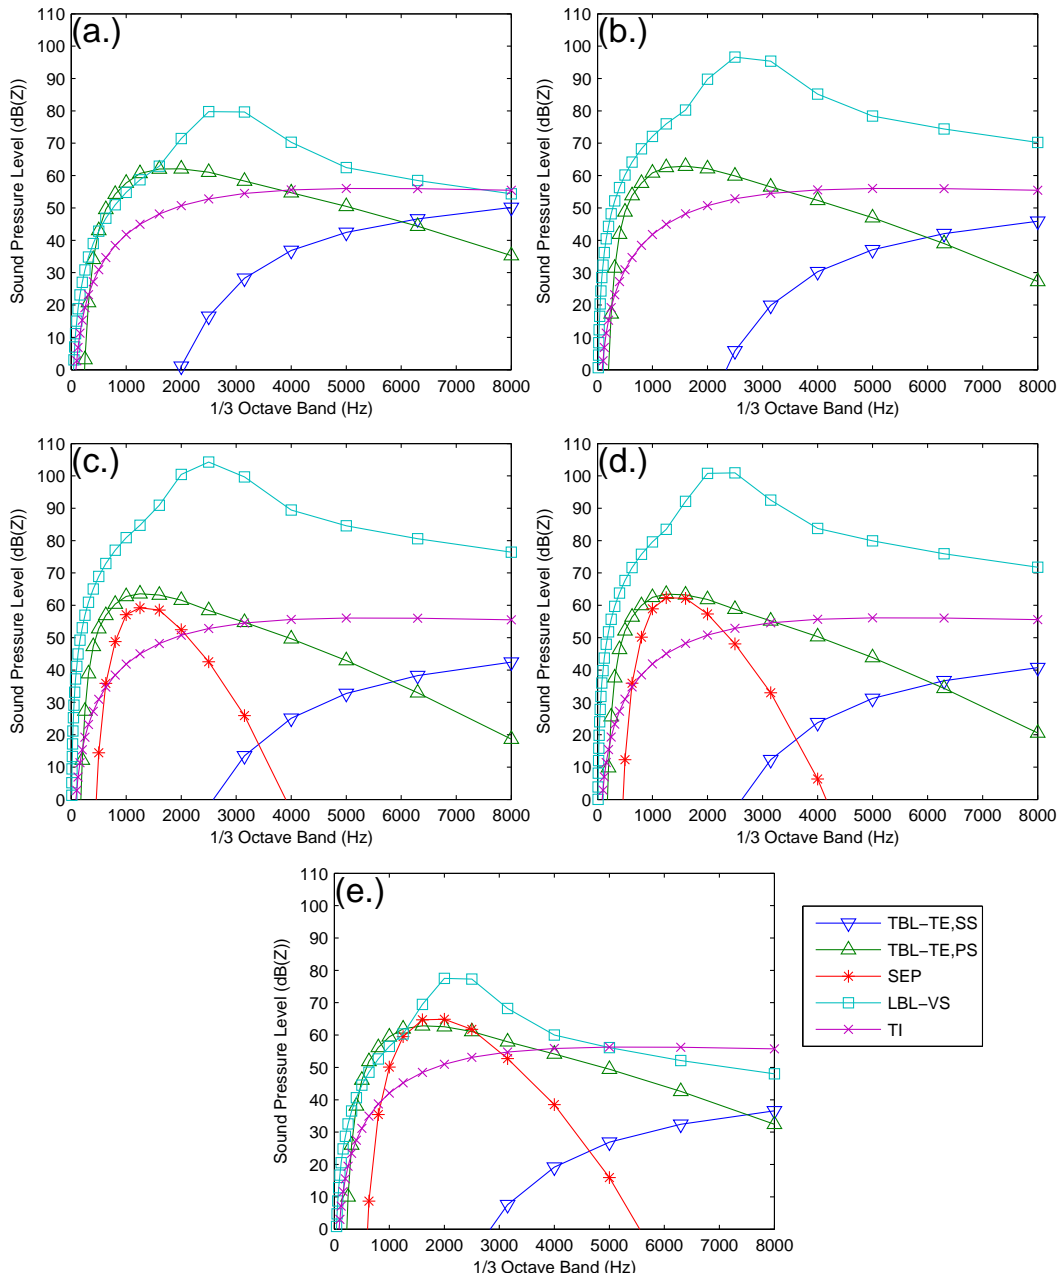 (a.)
110
100
90
80
70
60
50
40
30
20
10
0
Sound Pressure Level (dB(Z))
0 1000 2000 3000 4000 5000 6000 7000 8000
1/3 Octave Band (Hz)
(b.)
110
100
90
80
70
60
50
40
30
20
10
0
Sound Pressure Level (dB(Z))
0 1000 2000 3000 4000 5000 6000 7000 8000
1/3 Octave Band (Hz)
(c.)
110
100
90
80
70
60
50
40
30
20
10
0
Sound Pressure Level (dB(Z))
0 1000 2000 3000 4000 5000 6000 7000 8000
1/3 Octave Band (Hz)
(d.)
110
100
90
80
70
60
50
40
30
20
10
0
Sound Pressure Level (dB(Z))
0 1000 2000 3000 4000 5000 6000 7000 8000
1/3 Octave Band (Hz)
(e.)
110
100
90
80
70
60
50
40
30
20
10
0
Sound Pressure Level (dB(Z))
0 1000 2000 3000 4000 5000 6000 7000 8000
1/3 Octave Band (Hz)
TBL−TE,SS
TBL−TE,PS
SEP
LBL−VS
TI